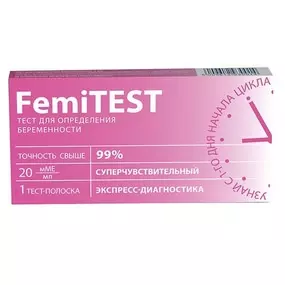 FemiTEST
ТЕСТ ДЛЯ ОПРЕДЕЛЕНИЯ
БЕРЕМЕННОСТИ
ТОЧНОСТЬ СВЫШЕ 99%
20 мМЕ/мл СУПЕРЧУВСТВИТЕЛЬНЫЙ
1 ТЕСТ-ПОЛОСКА ЭКСПРЕСС-ДИАГНОСТИКА
УЗНАЙ С 1-ГО ДНЯ НАЧАЛА ЦИКЛА